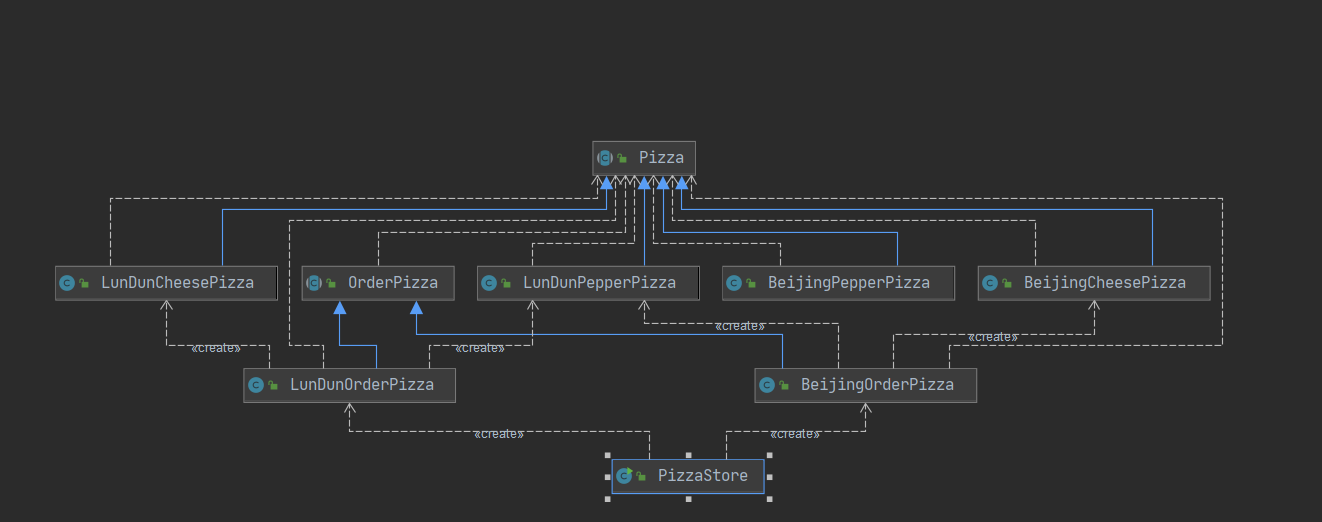 Pizza
LunDunCheesePizza
OrderPizza
LunDunPepperPizza
BeijingPepperPizza
BeijingCheesePizza
«create»
«create»
«create»
«create»
LunDunOrderPizza
BeijingOrderPizza
«create»
«create»
PizzaStore